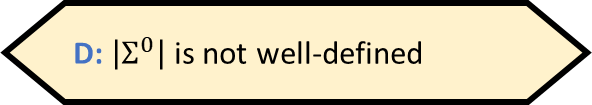 D: |Σ⁰| is not well-defined